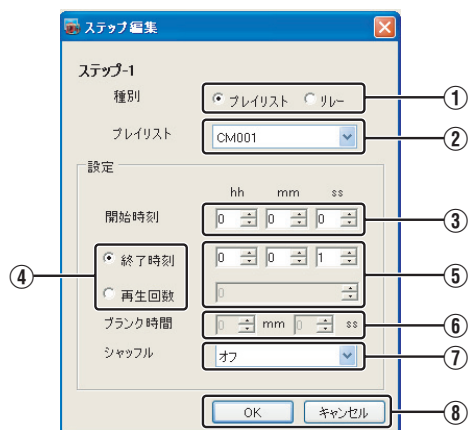 ステップ編集
ステップ-1
種別 プレイリスト リレー ①
プレイリスト CM001 ②
設定
hh mm ss
開始時刻 0 0 0 ③
④ 終了時刻 0 0 1 ⑤
再生回数 0
ブランク時間 0 mm 0 ss ⑥
シャッフル オフ ⑦
OK キャンセル ⑧